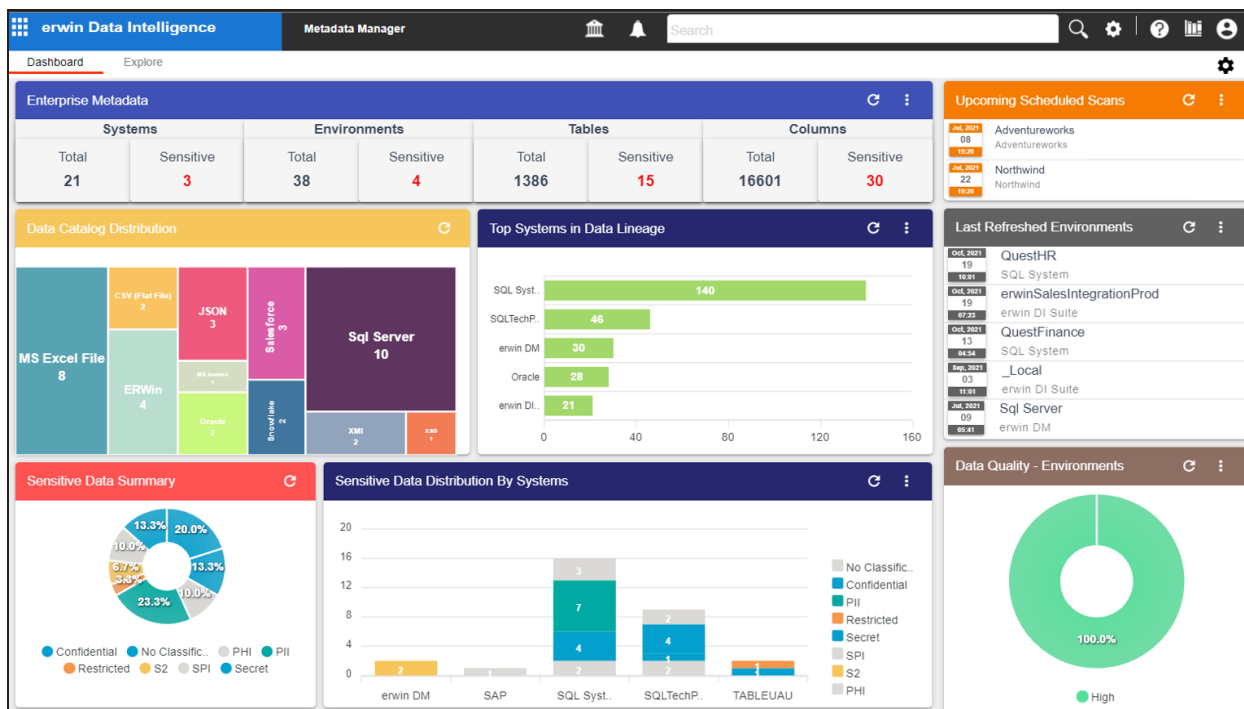 erwin Data Intelligence
Metadata Manager
Search
Dashboard
Explore
Enterprise Metadata
Systems Environments Tables Columns
Total Sensitive Total Sensitive Total Sensitive Total Sensitive
21 3 38 4 1386 15 16601 30
Upcoming Scheduled Scans
Jul, 2021
08
19:20
Adventureworks
Adventureworks
Jul, 2021
22
19:20
Northwind
Northwind
Data Catalog Distribution
MS Excel File
8
CSV (Flat File)
2
ERWin
4
JSON
3
MS Access
1
Oracle
2
Salesforce
3
Snowflake
2
Sql Server
10
XMI
2
XSD
1
Top Systems in Data Lineage
SQL Syst..
140
SQLTechP..
46
erwin DM
30
Oracle
28
erwin DI..
21
0 40 80 120 160
Last Refreshed Environments
Oct, 2021
19
10:01
QuestHR
SQL System
Oct, 2021
19
07:23
erwinSalesIntegrationProd
erwin DI Suite
Oct, 2021
13
04:54
QuestFinance
SQL System
Sep, 2021
03
11:01
_Local
erwin DI Suite
Jul, 2021
09
05:41
Sql Server
erwin DM
Sensitive Data Summary
13.3% 20.0%
10.0%
6.7% 13.3%
3.3% 10.0%
23.3%
Confidential No Classific.. PHI PII
Restricted S2 SPI Secret
Sensitive Data Distribution By Systems
20
16
12
8
4
0
2
1
3
7
4
2
2
4
1
2
1
1
erwin DM SAP SQL Syst.. SQLTechP.. TABLEUAU
No Classific..
Confidential
PII
Restricted
Secret
SPI
S2
PHI
Data Quality - Environments
100.0%
High